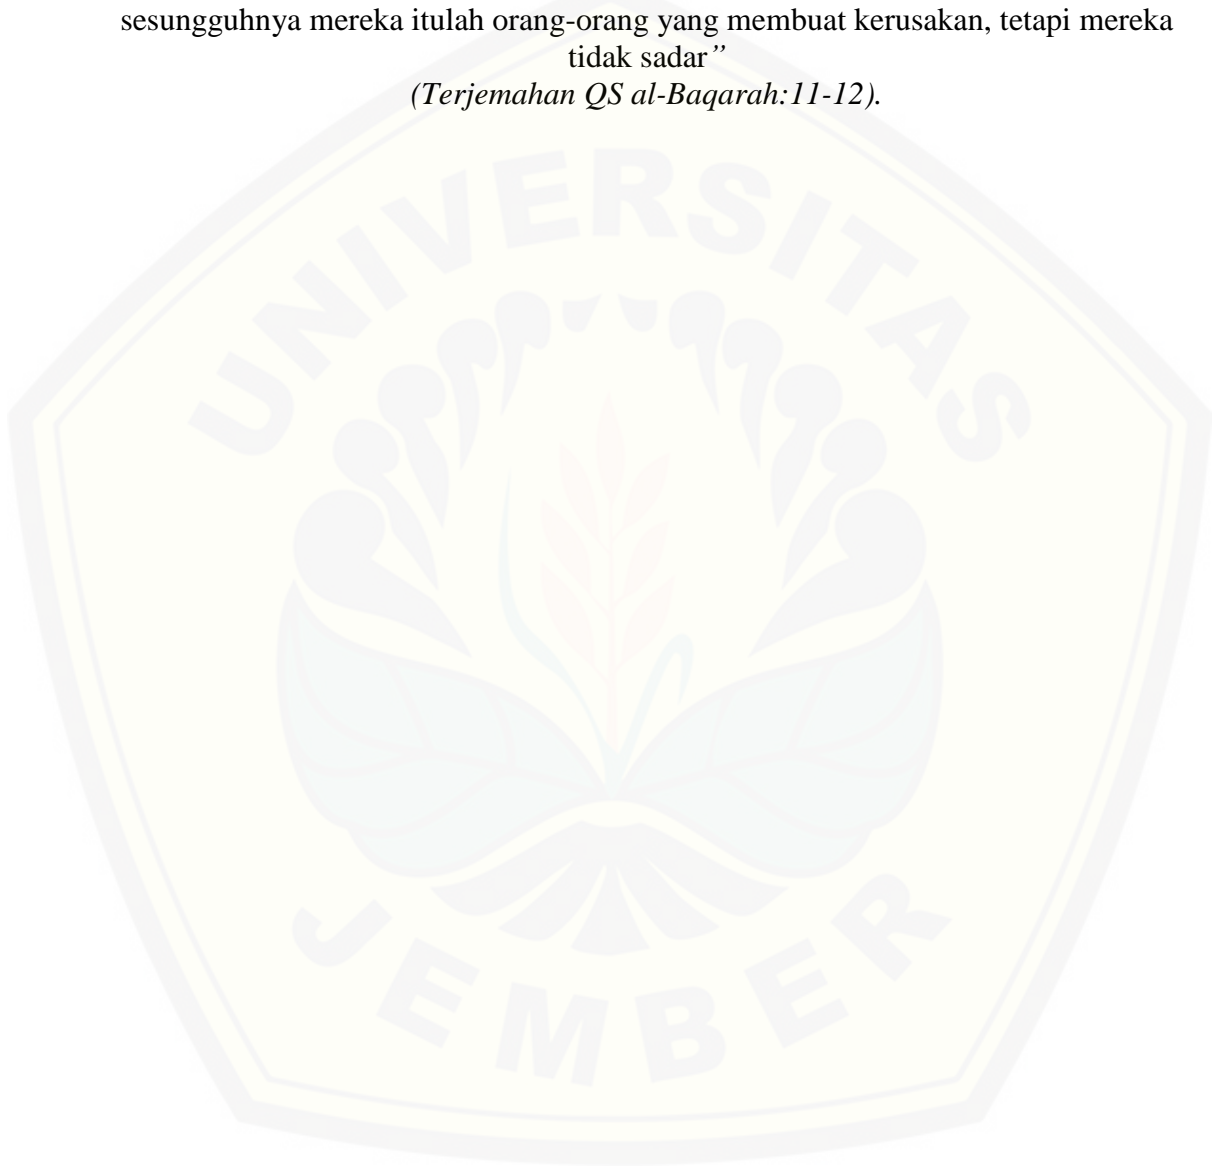 sesungguhnya mereka itulah orang-orang yang membuat kerusakan, tetapi mereka
tidak sadar”
(Terjemahan QS al-Baqarah:11-12).
UNIVERSITAS
JEMBER